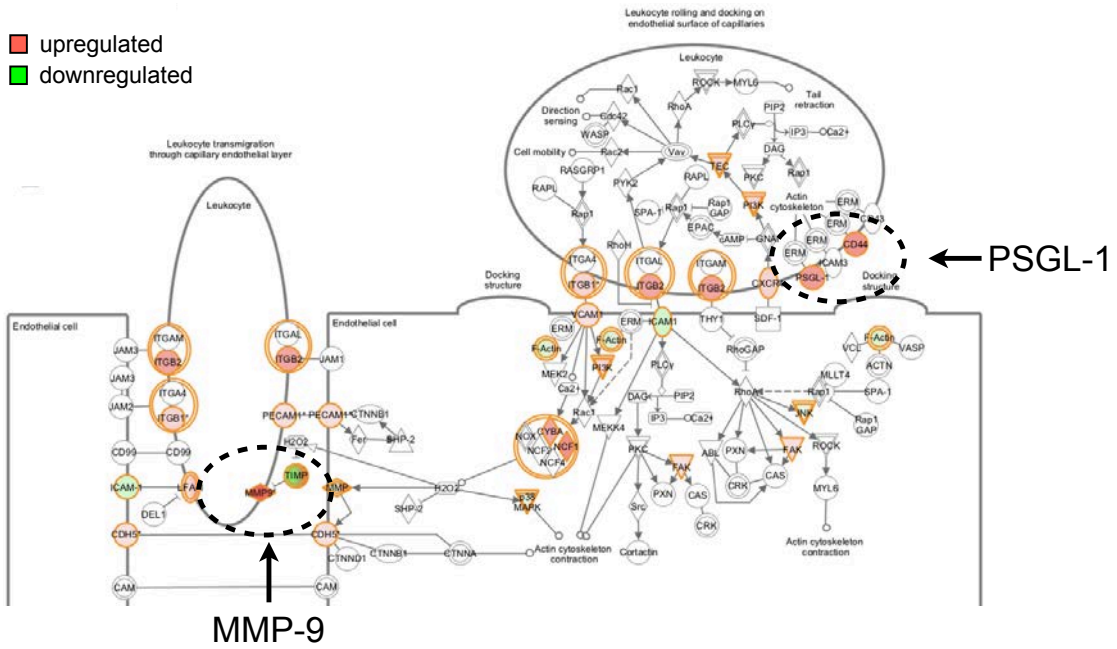 upregulated
downregulated
Leukocyte rolling and docking on
endothelial surface of capillaries
Leukocyte
ROCK
MYL6
Rac1
RhoA
Tail
retraction
Direction
sensing
Cdc42
WASP
PIP2
PLCγ
IP3
OCa2+
Cell mobility
Rac2
Vav
DAG
TEC
PKC
Rap1
RASGRP1
PYK2
RAPL
RAPL
Actin
cytoskeleton
ERM
PI3K
Rap1
SPA-1
Rap1
Rap1
GAP
EPAC
cAMP
GNAI
ERM
CD43
ERM
CD44
ERM
ICAM3
PSGL-1
RhoH
ITGA4
ITGB1*
ITGAL
ITGB2
ITGAM
ITGB2
Docking
structure
Docking
structure
PSGL-1
Leukocyte transmigration
through capillary endothelial layer
Leukocyte
Endothelial cell
Endothelial cell
VCAM1
ERM
ERM
ICAM1
THY1
SDF-1
F-Actin
F-Actin
F-Actin
VCL
VASP
ACTN
MEK2
PI3K
PLCγ
RhoGAP
MLLT4
Ca2+
Rac1
DAG
PIP2
IP3
OCa2+
Rap1
SPA-1
Rap1
GAP
JNK
MEKK4
ITGAM
ITGB2
ITGAL
ITGB2
JAM3
JAM1
JAM3
ITGA4
ITGB1*
JAM2
PECAM1*
PECAM1*
CTNNB1
Fer
SHP-2
NOX
CYBA
NCF2
NCF1
NCF4
PKC
FAK
ABL
PXN
FAK
ROCK
CD99
CD99
H2O2
TIMP
MMP9*
MMP
H2O2
ICAM-1
DEL1
SHP-2
p38
MAPK
PXN
CAS
CRK
CRK
CAS
MYL6
Src
CDH5*
CDH5*
CTNND1
CTNNB1
CTNNA
Actin cytoskeleton
contraction
Cortactin
Actin cytoskeleton
contraction
CAM
CAM
MMP-9